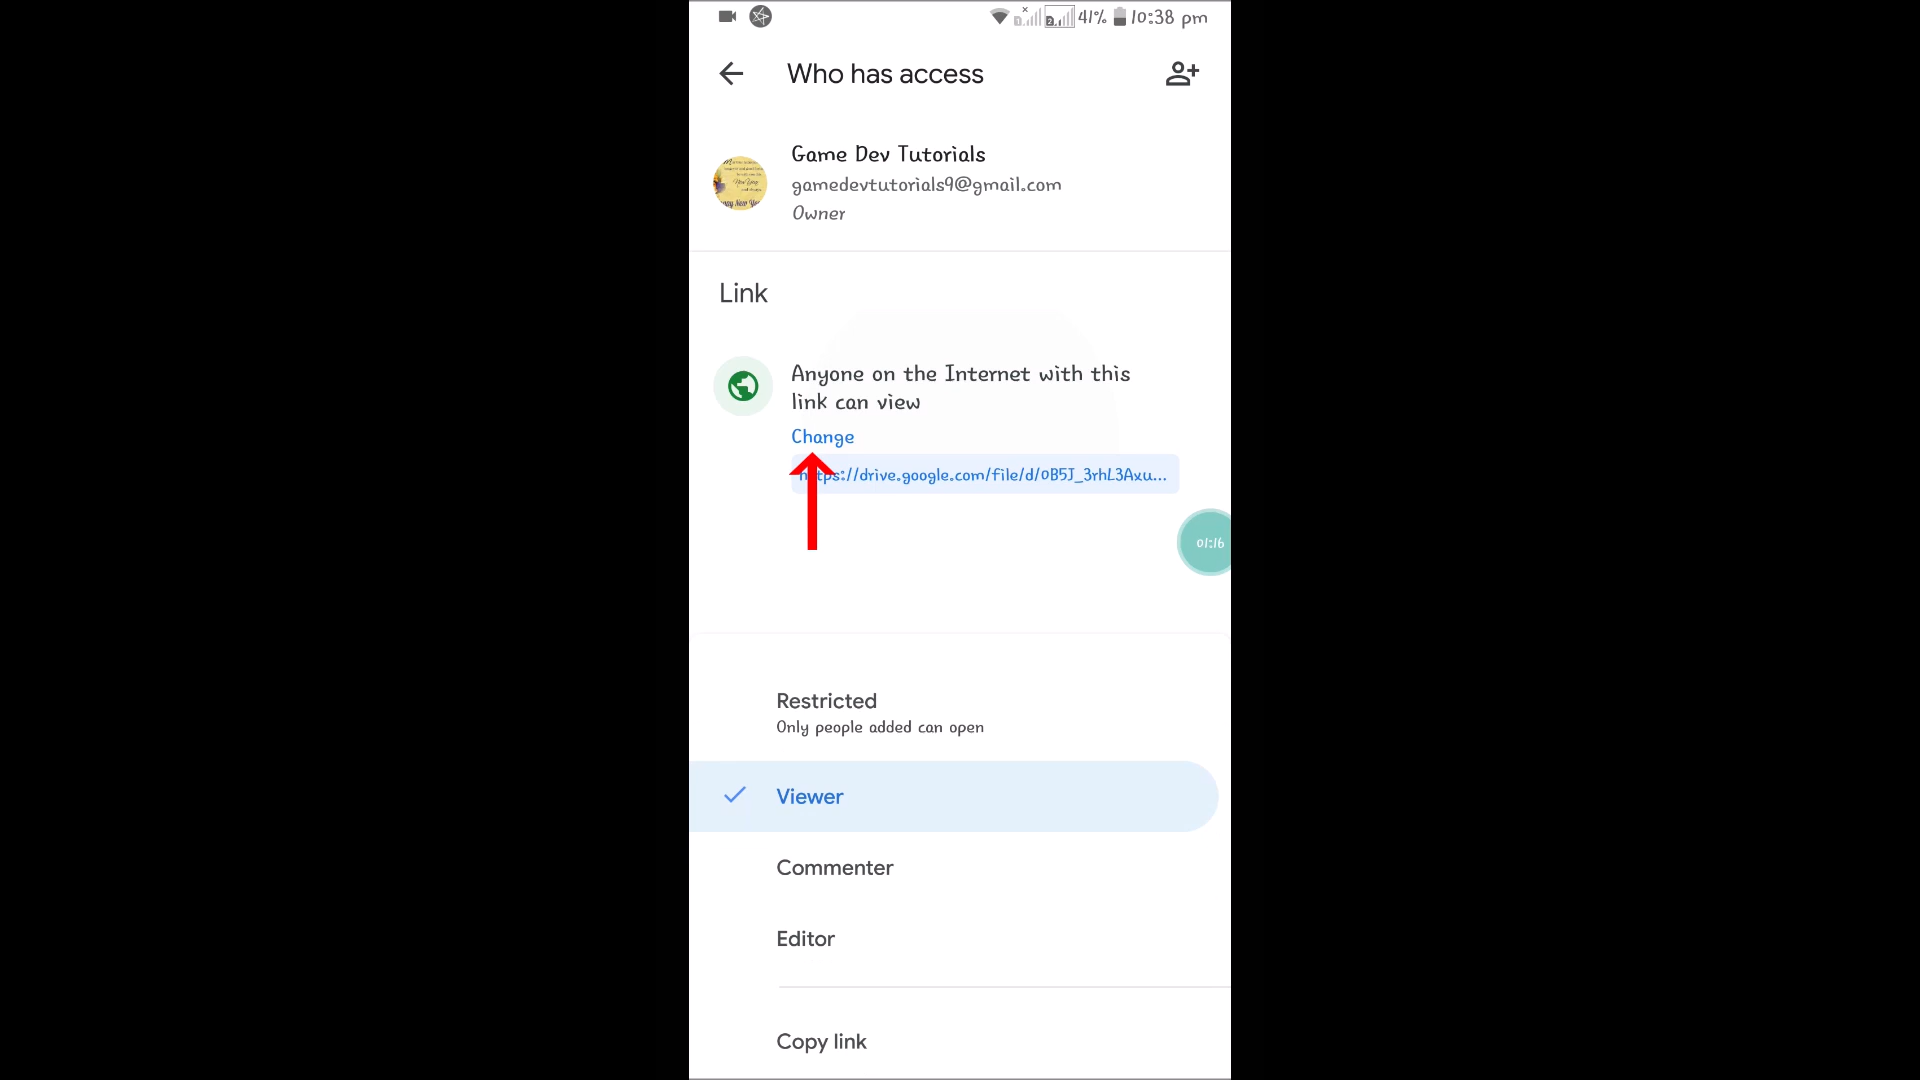 41% 10:38 pm
Who has access
Game Dev Tutorials
gamedevtutorials9@gmail.com
Owner
Link
Anyone on the Internet with this
link can view
Change
https://drive.google.com/file/d/0B5J_3rhL3Axu...
01:16
Restricted
Only people added can open
Viewer
Commenter
Editor
Copy link